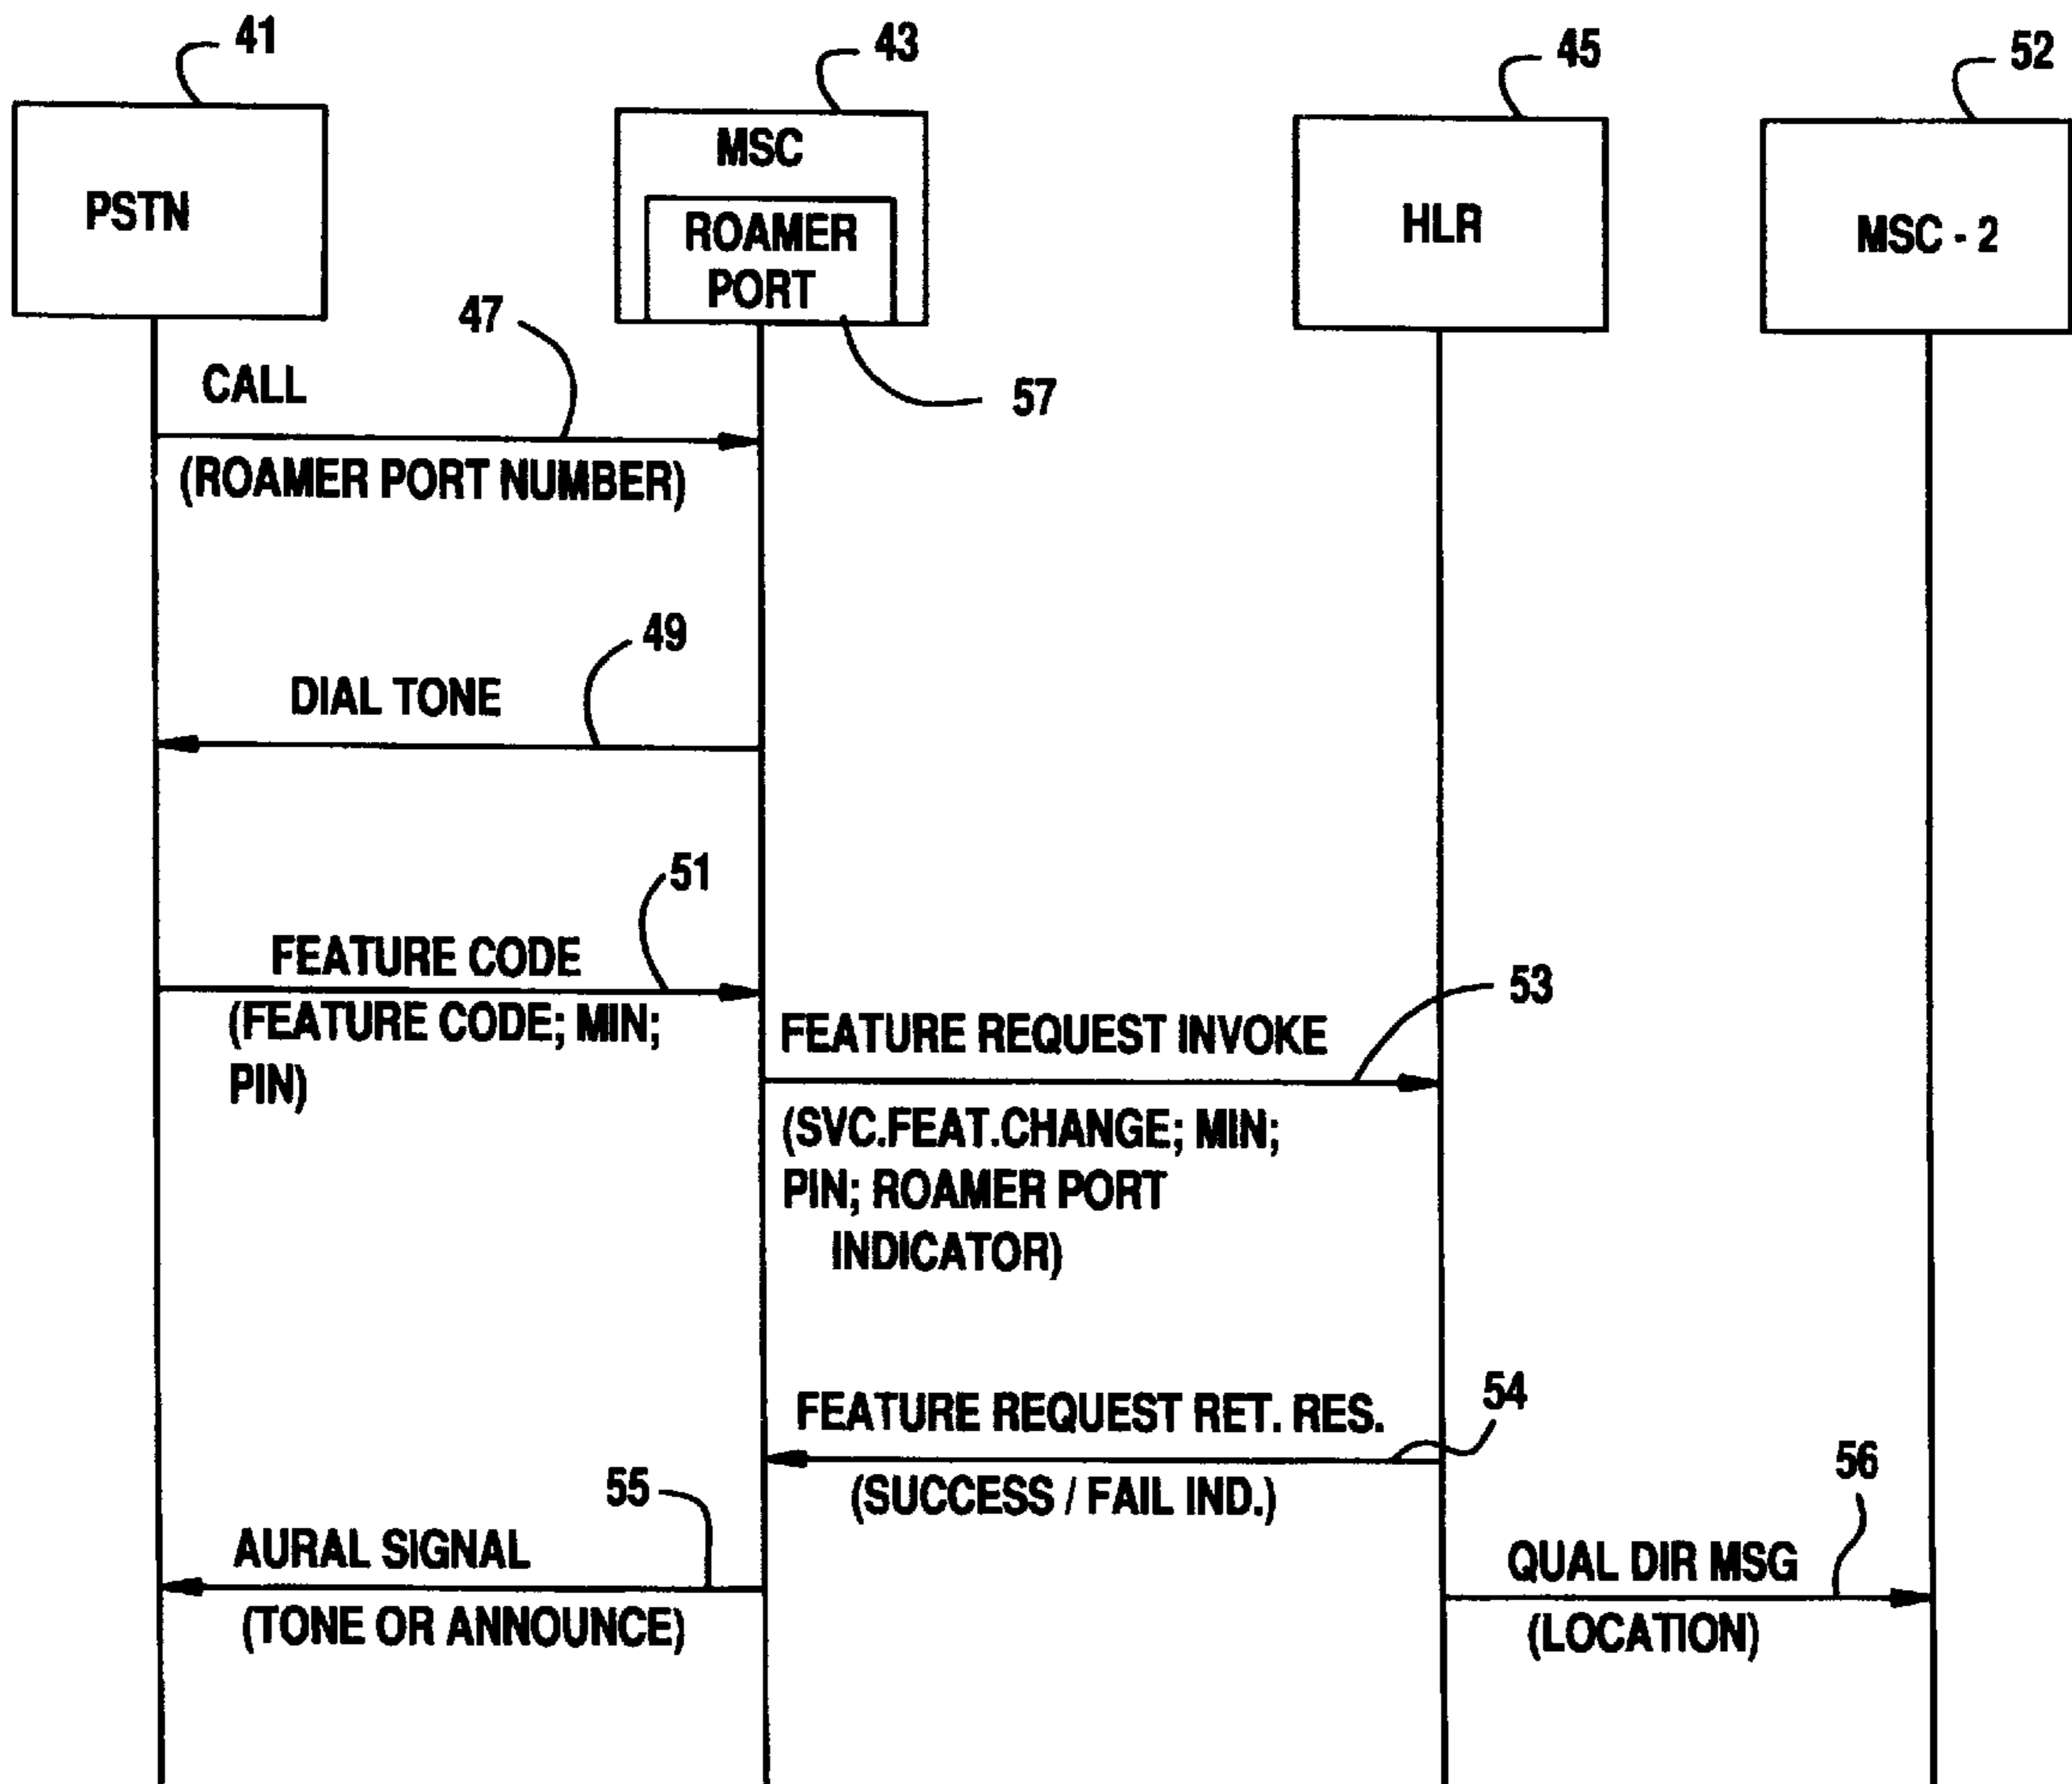 41
43
45
52
PSTN
MSC
ROAMER
PORT
HLR
MSC - 2
47
57
CALL
(ROAMER PORT NUMBER)
49
DIAL TONE
51
FEATURE CODE
(FEATURE CODE; MIN;
PIN)
53
FEATURE REQUEST INVOKE
(SVC.FEAT.CHANGE; MIN;
PIN; ROAMER PORT
INDICATOR)
54
FEATURE REQUEST RET. RES.
(SUCCESS / FAIL IND.)
55
AURAL SIGNAL
(TONE OR ANNOUNCE)
56
QUAL DIR MSG
(LOCATION)